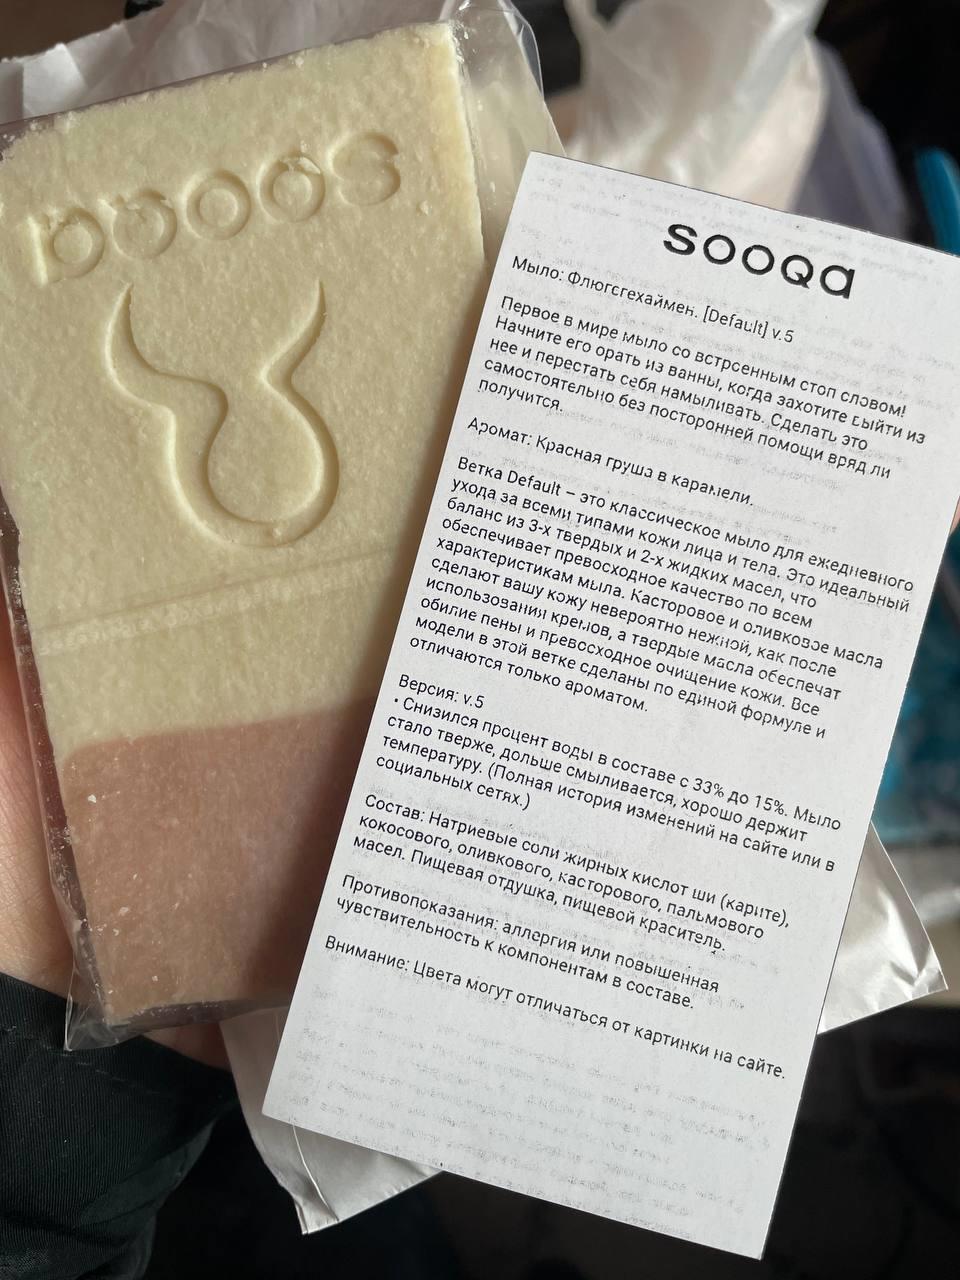 sooqa
sooqa
Мыло: Флюгсгехаймен. [Default] v.5
Первое в мире мыло со встроенным стоп словом!
Начните его орать из ванны, когда захотите выйти из
нее и перестать себя намыливать. Сделать это
самостоятельно без посторонней помощи вряд ли
получится.
Аромат: Красная груша в карамели.
Ветка Default – это классическое мыло для ежедневного
ухода за всеми типами кожи лица и тела. Это идеальный
баланс из 3-х твердых и 2-х жидких масел, что
обеспечивает превосходное качество по всем
характеристикам мыла. Касторовое и оливковое масла
сделают вашу кожу невероятно нежной, как после
использования кремов, а твердые масла обеспечат
обилие пены и превосходное очищение кожи. Все
модели в этой ветке сделаны по единой формуле и
отличаются только ароматом.
Версия: v.5
• Снизился процент воды в составе с 33% до 15%. Мыло
стало тверже, дольше смыливается, хорошо держит
температуру. (Полная история изменений на сайте или в
социальных сетях.)
Состав: Натриевые соли жирных кислот ши (карите),
кокосового, оливкового, касторового, пальмового
масел. Пищевая отдушка, пищевой краситель.
Противопоказания: аллергия или повышенная
чувствительность к компонентам в составе.
Внимание: Цвета могут отличаться от картинки на сайте.